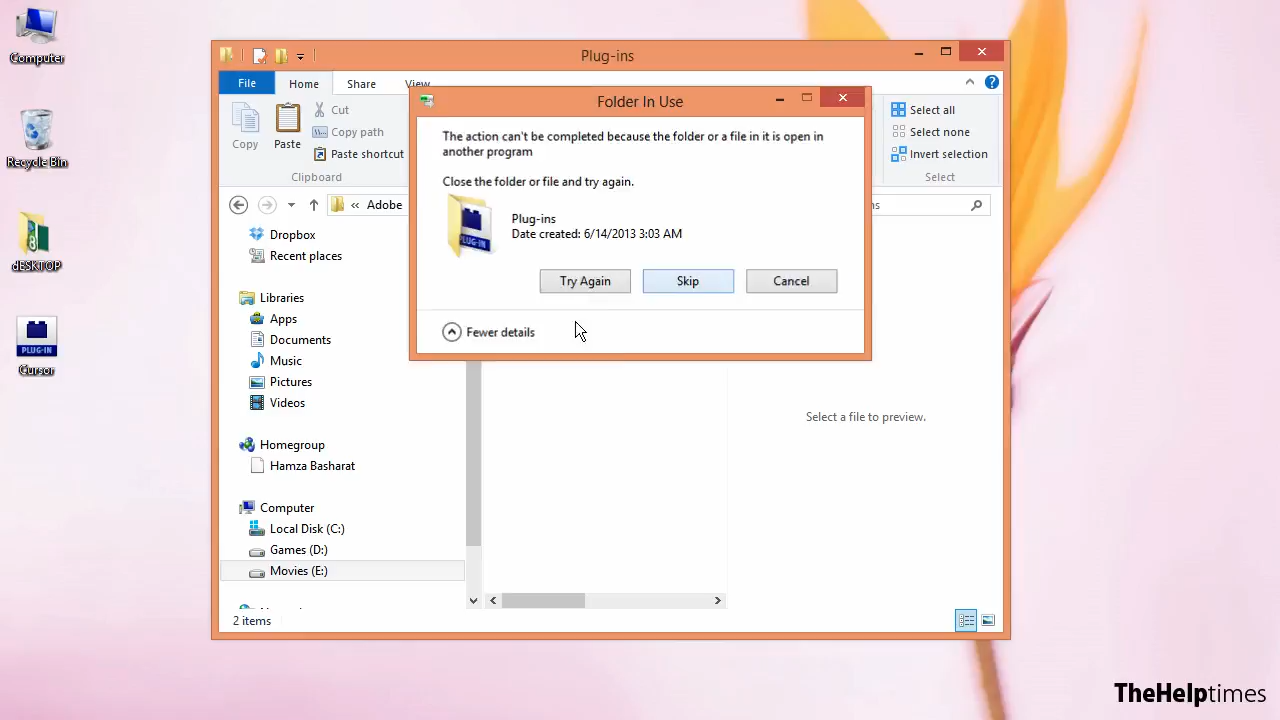 Computer
Recycle Bin
dESKTOP
PLUG-IN
Cursor
Plug-ins
File
Home
Share
View
Copy
Paste
Cut
Copy path
Paste shortcut
Clipboard
Select all
Select none
Invert selection
Select
Folder In Use
The action can't be completed because the folder or a file in it is open in
another program
Close the folder or file and try again.
PLUG-IN
Plug-ins
Date created: 6/14/2013 3:03 AM
Try Again
Skip
Cancel
Fewer details
« Adobe
Dropbox
Recent places
Libraries
Apps
Documents
Music
Pictures
Videos
Homegroup
Hamza Basharat
Computer
Local Disk (C:)
Games (D:)
Movies (E:)
Select a file to preview.
2 items
TheHelptimes